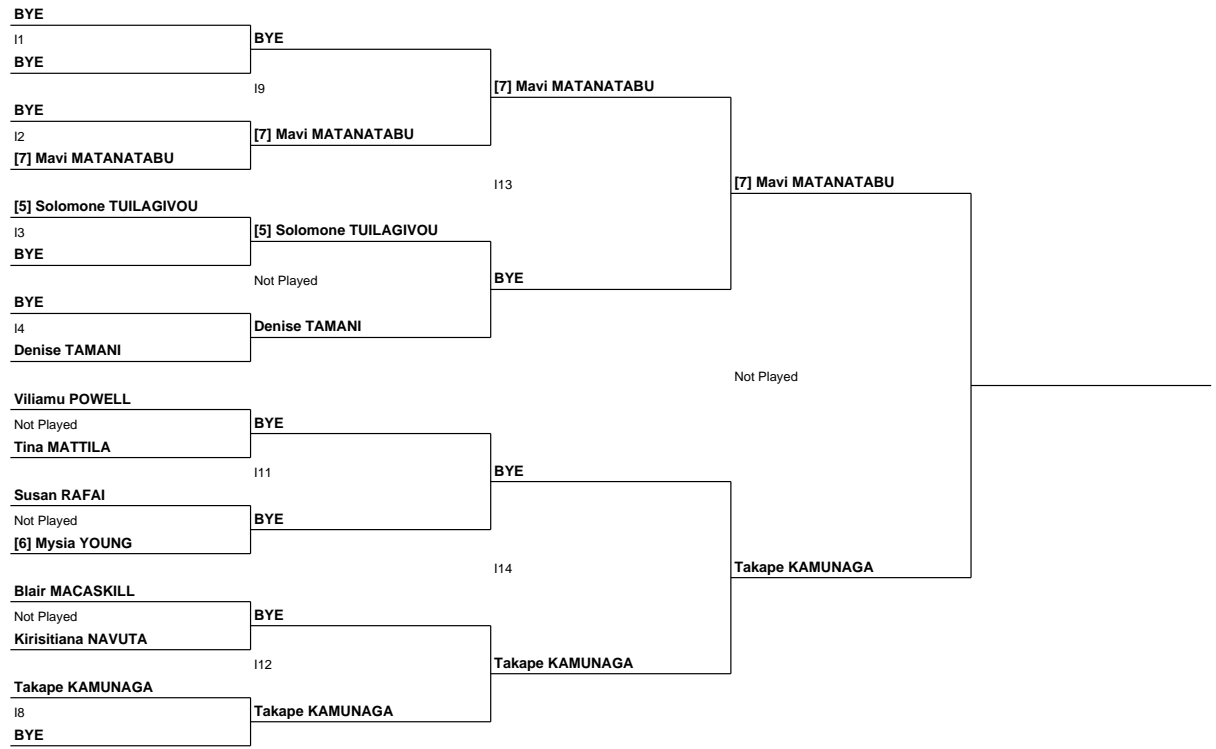 BYE
I1
BYE
BYE
I2
[7] Mavi MATANATABU
[5] Solomone TUILAGIVOU
I3
BYE
BYE
I4
Denise TAMANI
Viliamu POWELL
Not Played
Tina MATTILA
Susan RAFAI
Not Played
[6] Mysia YOUNG
Blair MACASKILL
Not Played
Kirisitiana NAVUTA
Takape KAMUNAGA
I8
BYE
BYE
I9
[7] Mavi MATANATABU
[5] Solomone TUILAGIVOU
Not Played
Denise TAMANI
BYE
I11
BYE
BYE
I12
Takape KAMUNAGA
[7] Mavi MATANATABU
I13
BYE
BYE
I14
Takape KAMUNAGA
[7] Mavi MATANATABU
Not Played
Takape KAMUNAGA